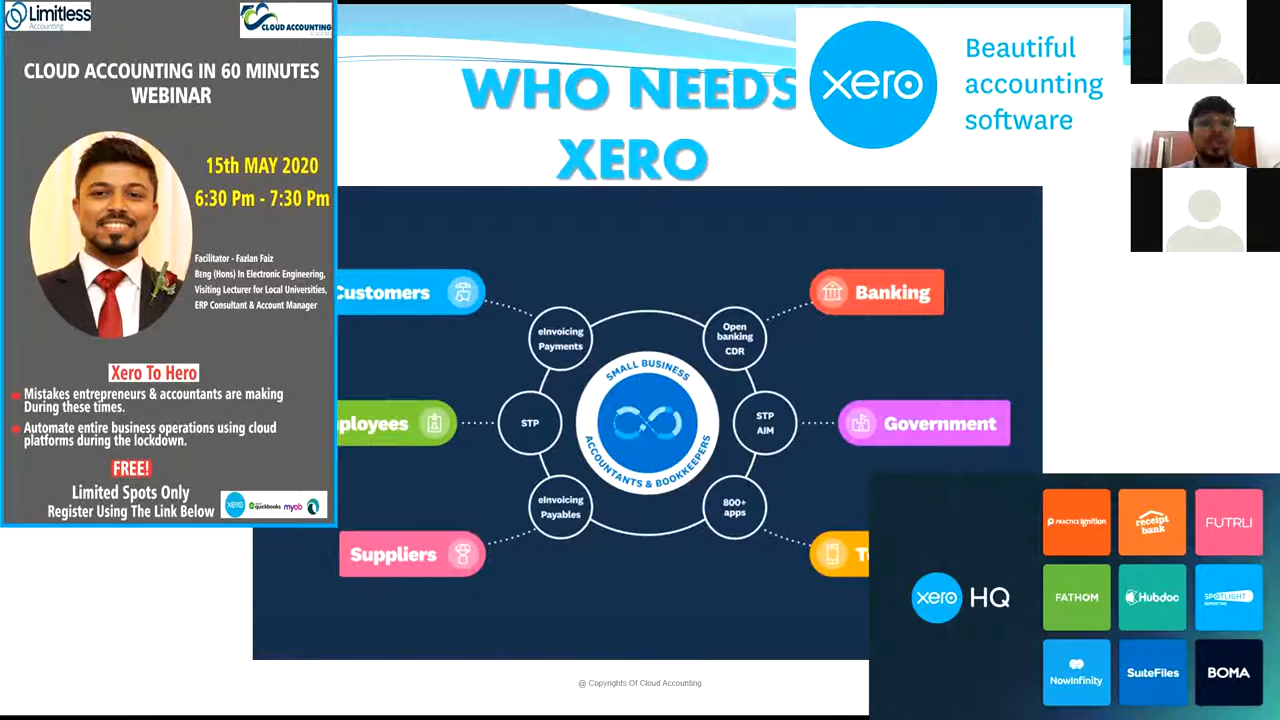 Limitless
Accounting
CLOUD ACCOUNTING
CLOUD ACCOUNTING IN 60 MINUTES
WEBINAR
15th MAY 2020
6:30 Pm - 7:30 Pm
Facilitator - Fazlan Faiz
Beng (Hons) In Electronic Engineering,
Visiting Lecturer for Local Universities,
ERP Consultant & Account Manager
Xero To Hero
Mistakes entrepreneurs & accountants are making
During these times.
Automate entire business operations using cloud
platforms during the lockdown.
FREE!
Limited Spots Only
Register Using The Link Below
xero
quickbooks
myob
WHO NEEDS
XERO
xero
Beautiful
accounting
software
Customers
eInvoicing
Payments
Open
banking
CDR
Banking
ployees
STP
SMALL BUSINESS
ACCOUNTANTS & BOOKKEEPERS
STP
AIM
Government
Suppliers
eInvoicing
Payables
800+
apps
xero HQ
PRACTICE Ignition
receipt
bank
FUTRLI
FATHOM
Hubdoc
SPOTLIGHT
REPORTING
NowInfinity
SuiteFiles
BOMA
@ Copyrights Of Cloud Accounting